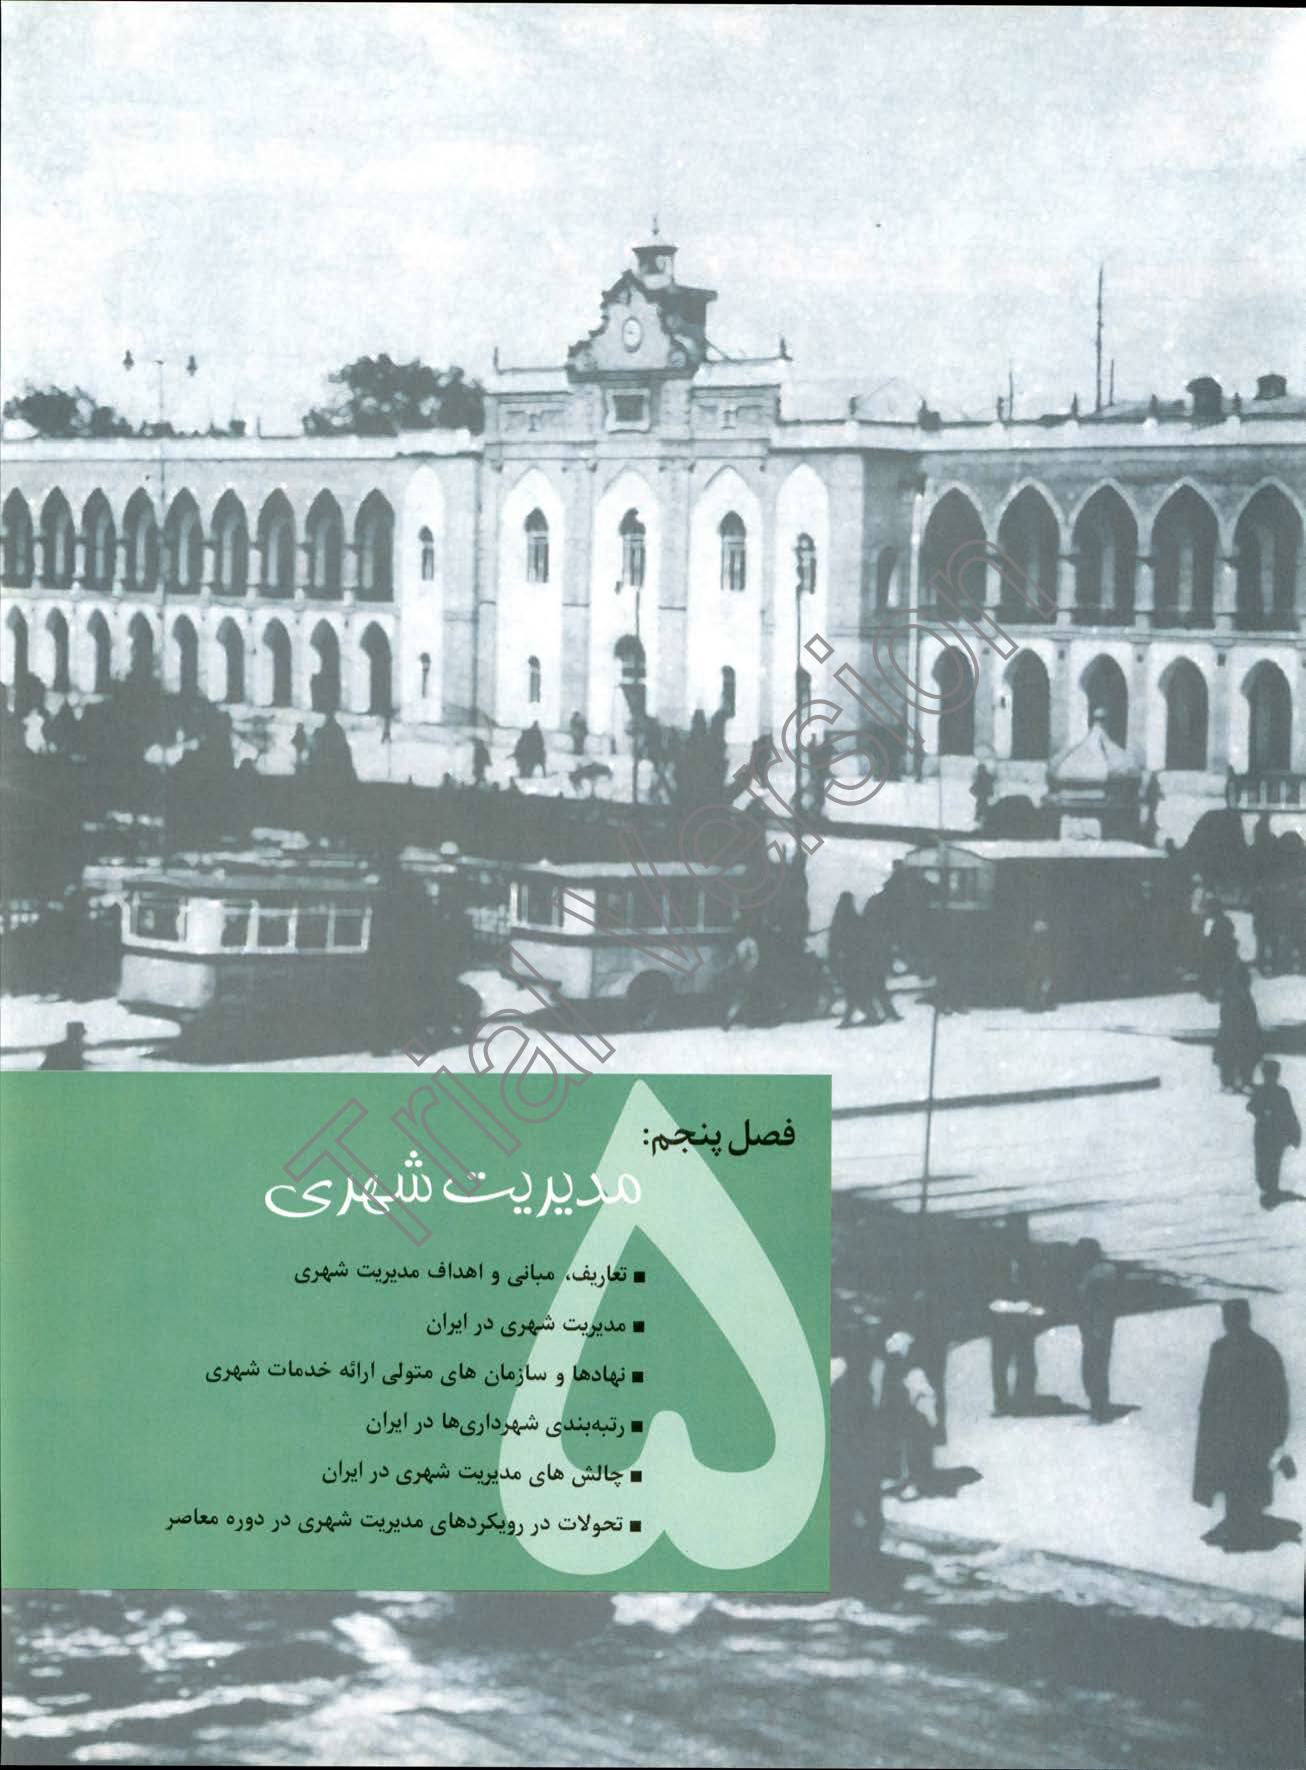 فصل پنجم:
مدیریت شهری
■ تعاریف، مبانی و اهداف مدیریت شهری
■ مدیریت شهری در ایران
■ نهادها و سازمان های متولی ارائه خدمات شهری
■ رتبه‌بندی شهرداری‌ها در ایران
■ چالش های مدیریت شهری در ایران
■ تحولات در رویکردهای مدیریت شهری در دوره معاصر
۵
Trial Version